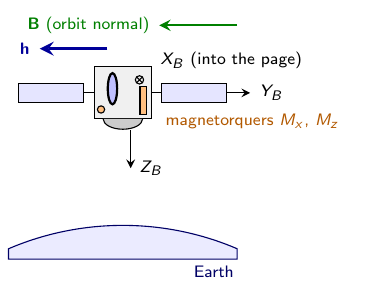 B (orbit normal)
h
X_B (into the page)
Y_B
magnetorquers M_x, M_z
Z_B
Earth